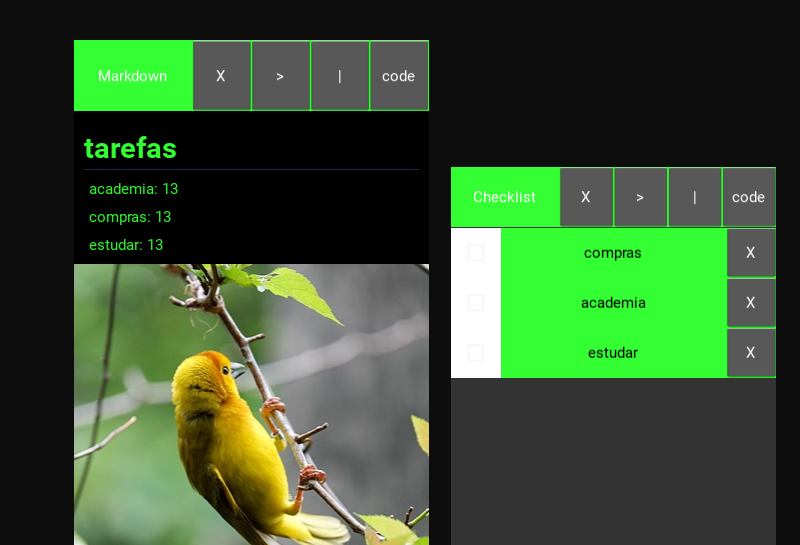 Markdown X > | code
tarefas
academia: 13
compras: 13
estudar: 13
Checklist X > | code
compras X
academia X
estudar X